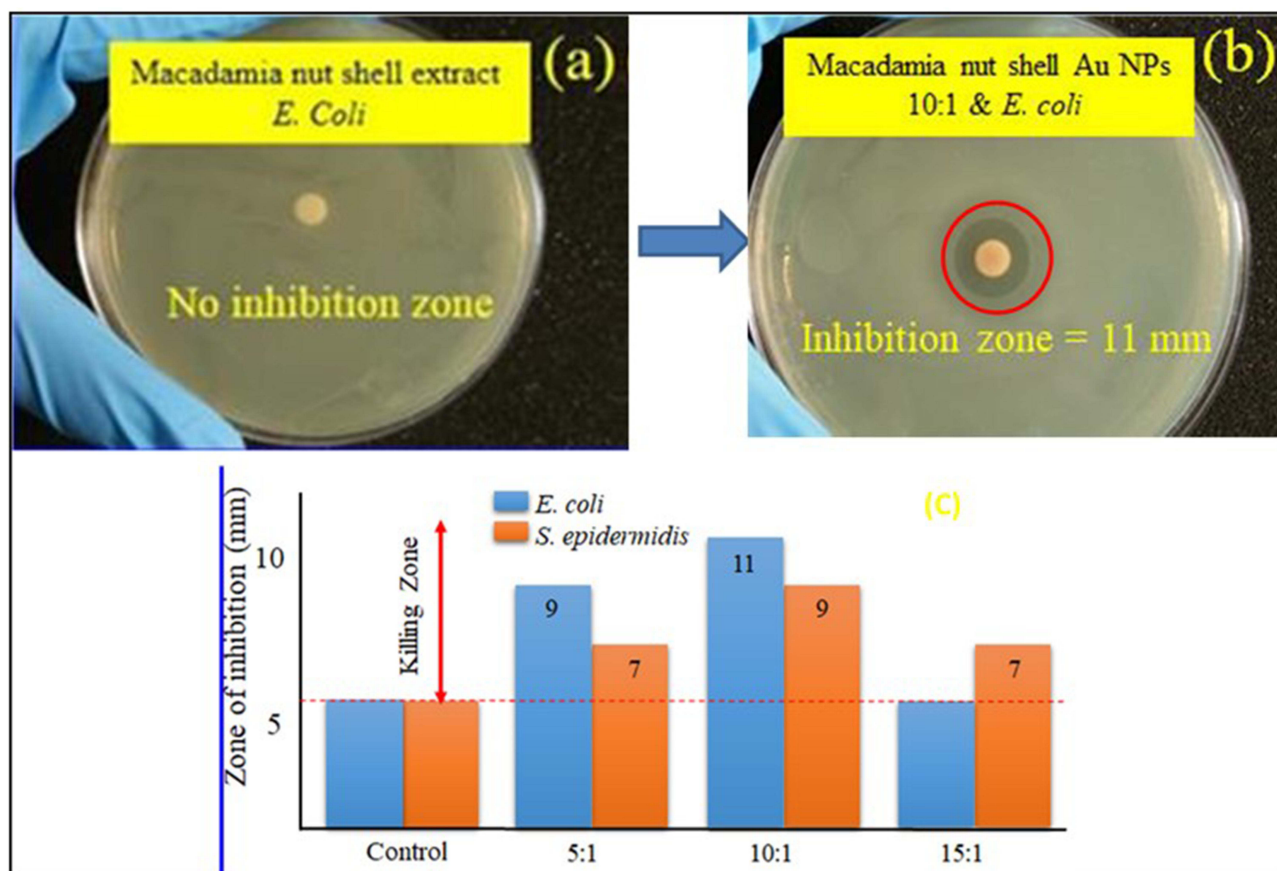 Macadamia nut shell extract
E. Coli
(a)
No inhibition zone
Macadamia nut shell Au NPs
10:1 & E. coli
(b)
Inhibition zone = 11 mm
(C)
Zone of inhibition (mm)
10
5
Killing Zone
E. coli
S. epidermidis
9
7
11
9
7
Control
5:1
10:1
15:1